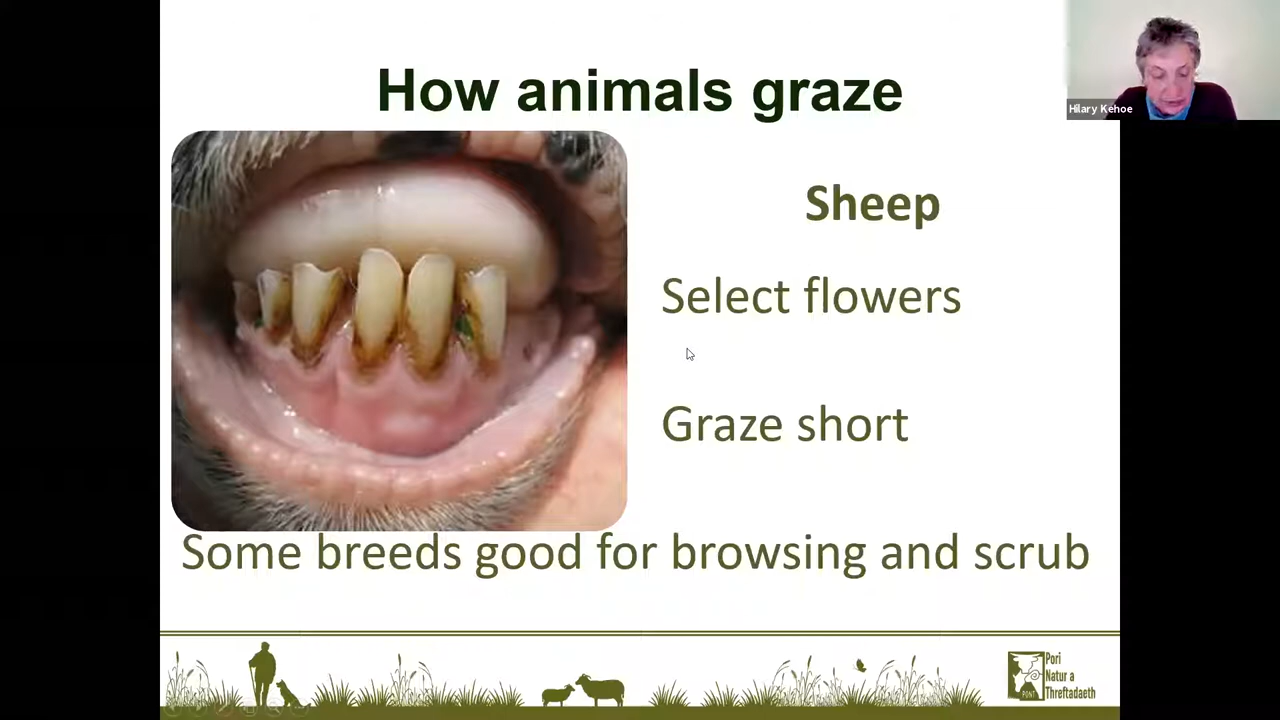 How animals graze
Hilary Kehoe
Sheep
Select flowers
Graze short
Some breeds good for browsing and scrub
Pori
Natur a
Threftadaeth
PONT